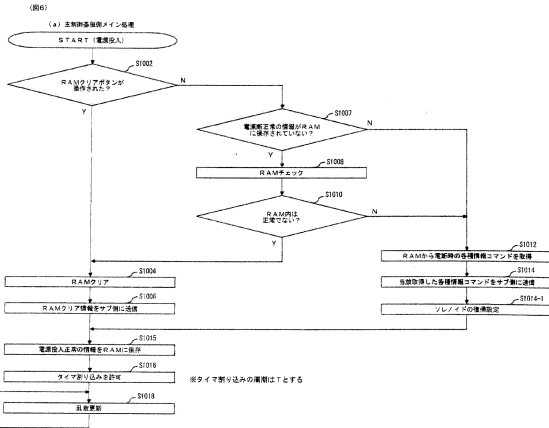 (図6)
(a) 主制御基板側メイン処理
START (電源投入)
S1002
RAMクリアボタンが
操作された?
N
Y
S1007
電源断正常の情報がRAM
に保存されていない?
N
Y
S1008
RAMチェック
S1010
RAM内は
正常でない?
N
Y
S1012
RAMから電断時の各種情報コマンドを取得
S1004
RAMクリア
S1014
当該取得した各種情報コマンドをサブ側に送信
S1006
RAMクリア情報をサブ側に送信
S1014-1
ソレノイドの復帰設定
S1015
電源投入正常の情報をRAMに保存
S1016
タイマ割り込みを許可
※タイマ割り込みの周期はTとする
S1018
乱数更新